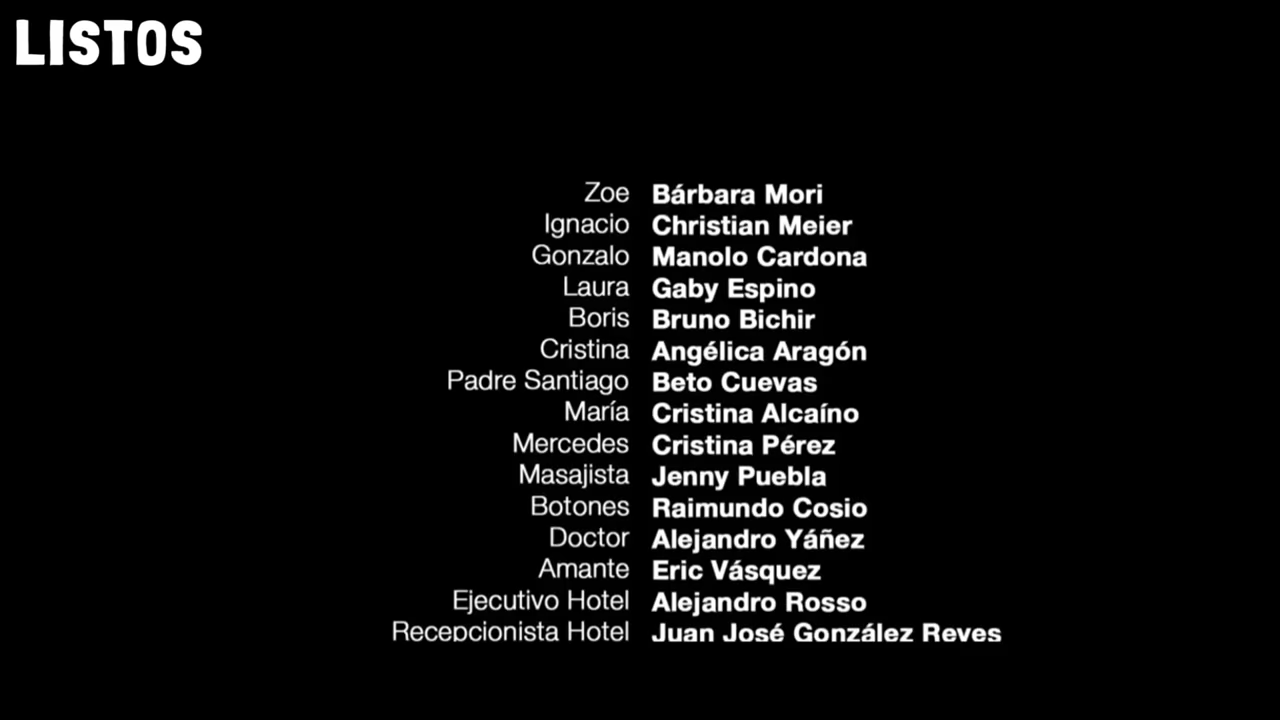 LISTOS
Zoe Bárbara Mori
Ignacio Christian Meier
Gonzalo Manolo Cardona
Laura Gaby Espino
Boris Bruno Bichir
Cristina Angélica Aragón
Padre Santiago Beto Cuevas
María Cristina Alcaíno
Mercedes Cristina Pérez
Masajista Jenny Puebla
Botones Raimundo Cosio
Doctor Alejandro Yáñez
Amante Eric Vásquez
Ejecutivo Hotel Alejandro Rosso
Recepcionista Hotel Juan José González Reyes